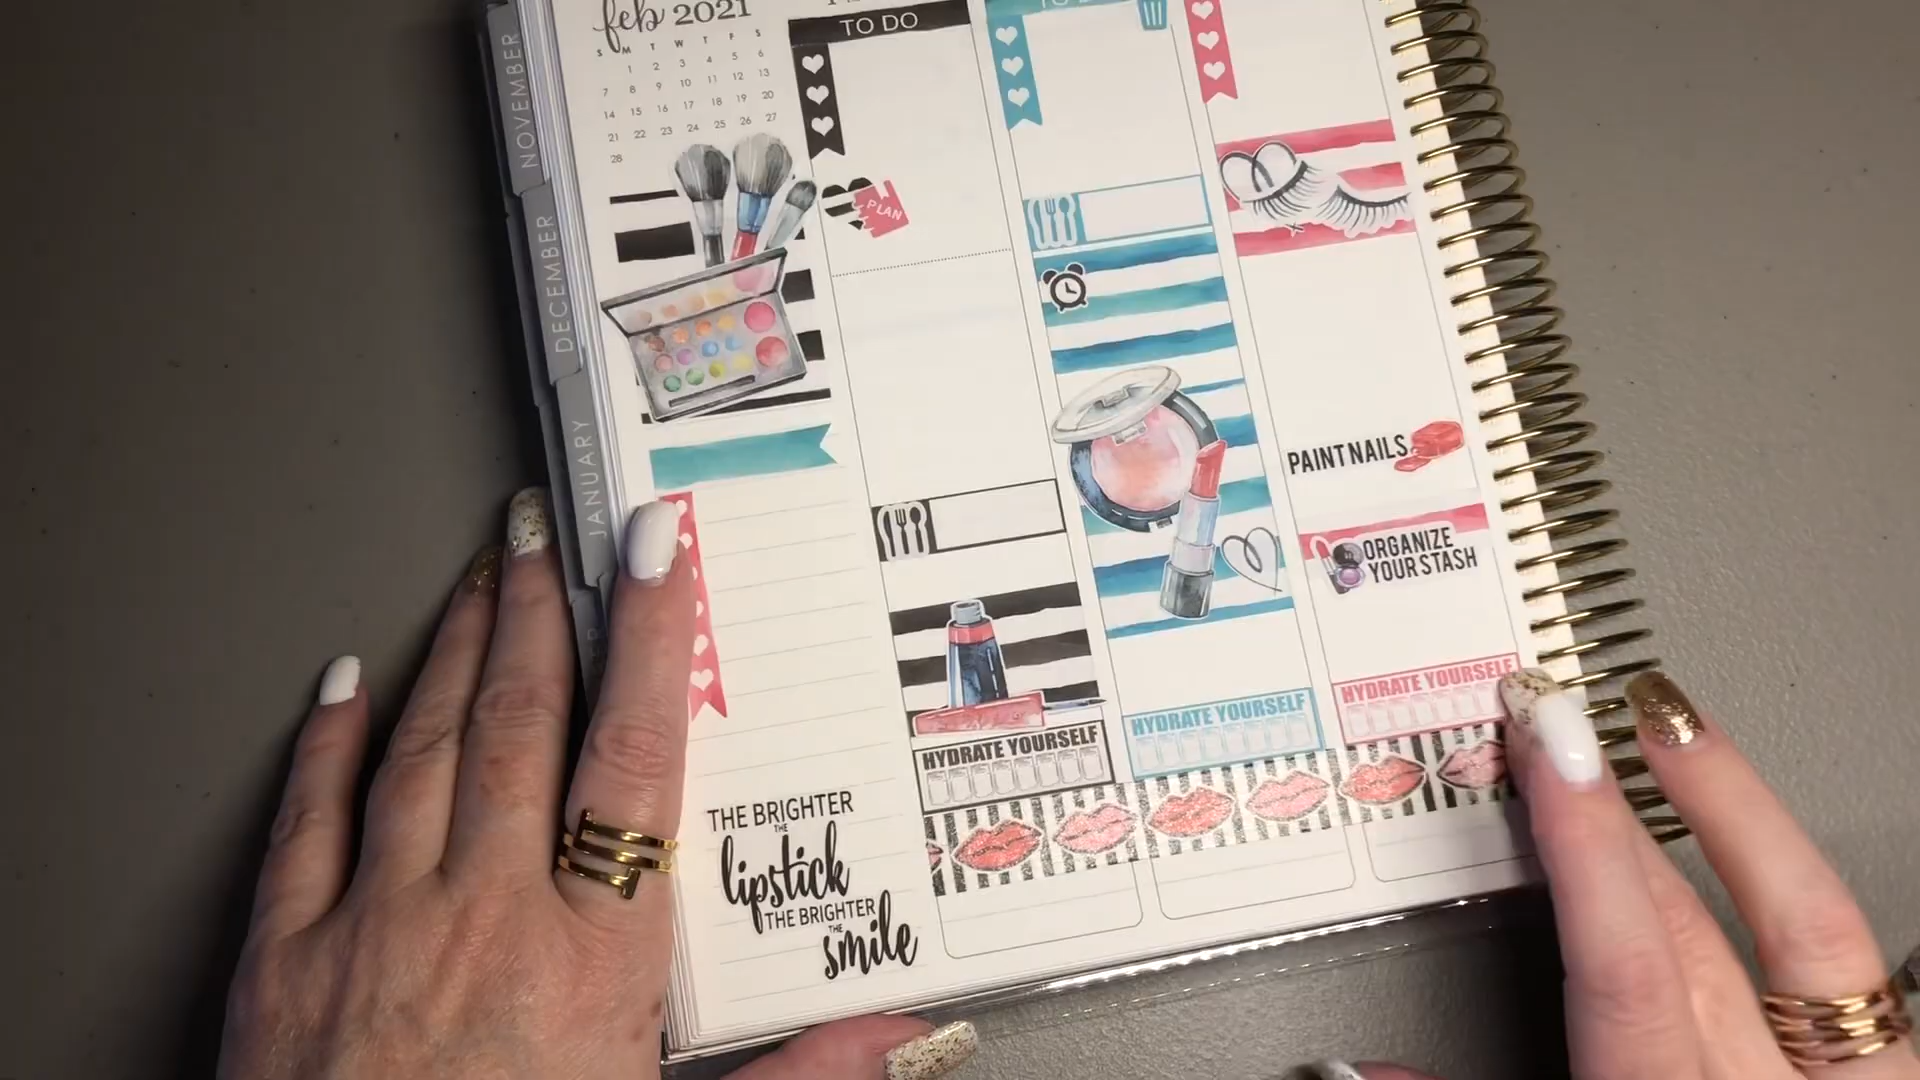 feb 2021
S M T W T F S
1 2 3 4 5 6
7 8 9 10 11 12 13
14 15 16 17 18 19 20
21 22 23 24 25 26 27
28
TO DO
TO DO
NOVEMBER
DECEMBER
JANUARY
PLAN
PAINT NAILS
ORGANIZE
YOUR STASH
HYDRATE YOURSELF
HYDRATE YOURSELF
HYDRATE YOURSELF
THE BRIGHTER
THE
lipstick
THE BRIGHTER
THE
smile